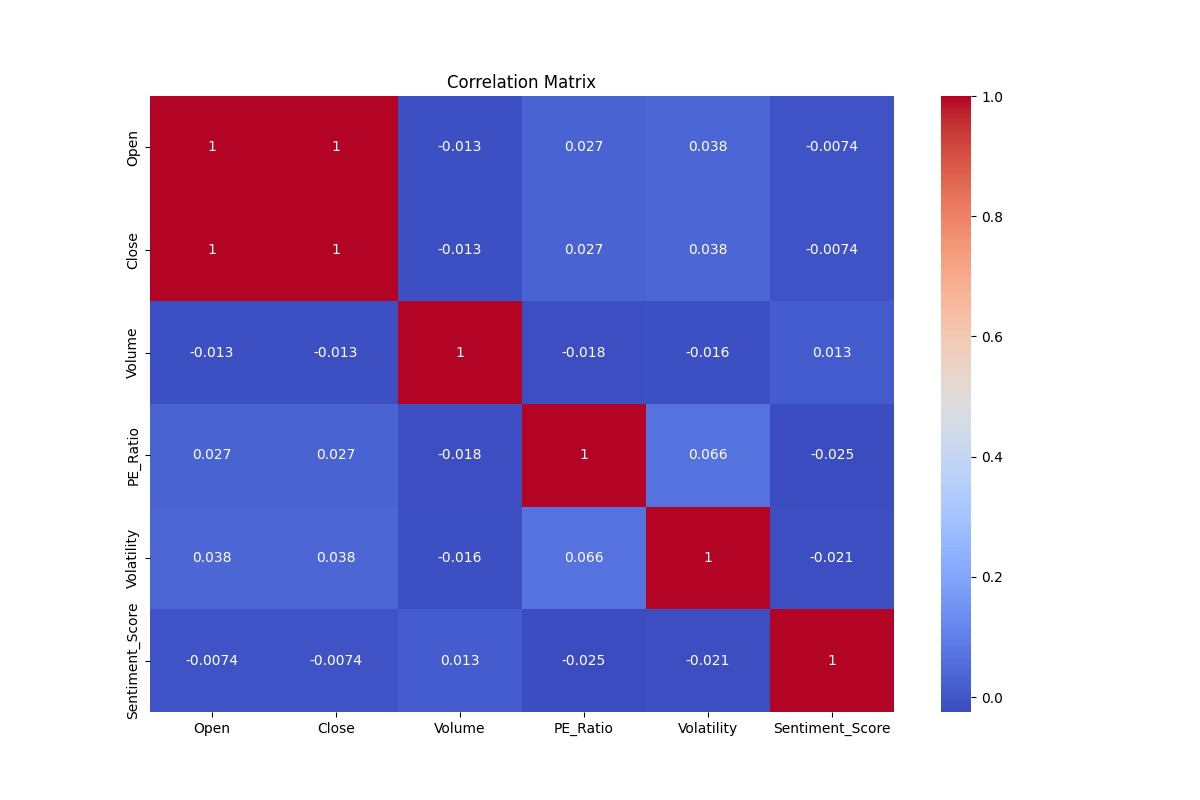 Correlation Matrix
Open 1 1 -0.013 0.027 0.038 -0.0074
Close 1 1 -0.013 0.027 0.038 -0.0074
Volume -0.013 -0.013 1 -0.018 -0.016 0.013
PE_Ratio 0.027 0.027 -0.018 1 0.066 -0.025
Volatility 0.038 0.038 -0.016 0.066 1 -0.021
Sentiment_Score -0.0074 -0.0074 0.013 -0.025 -0.021 1
Open Close Volume PE_Ratio Volatility Sentiment_Score
1.0
0.8
0.6
0.4
0.2
0.0